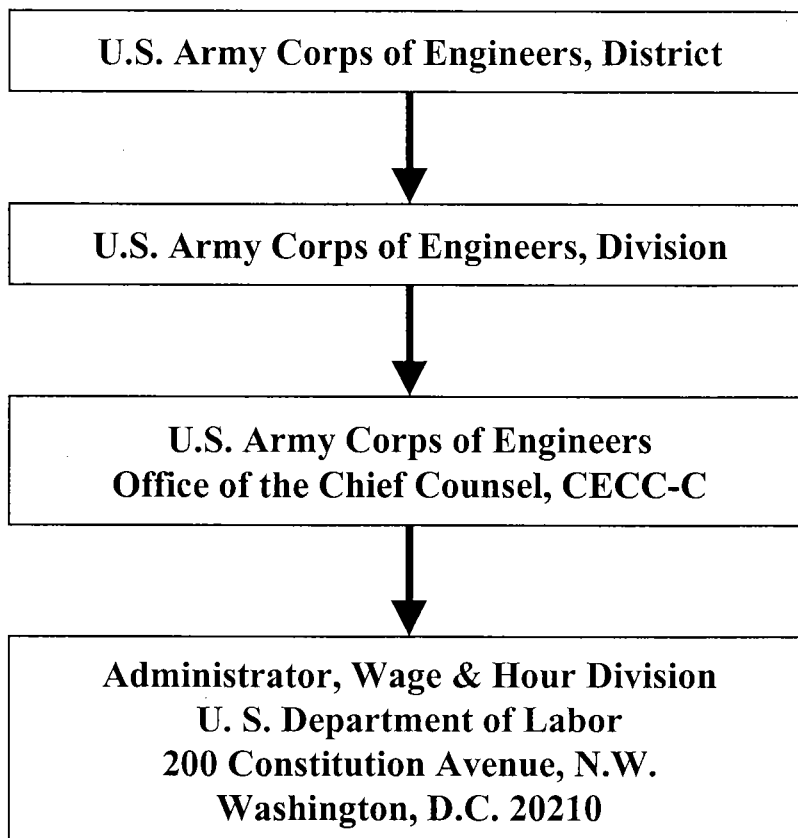 U.S. Army Corps of Engineers, District
U.S. Army Corps of Engineers, Division
U.S. Army Corps of Engineers
Office of the Chief Counsel, CECC-C
Administrator, Wage & Hour Division
U. S. Department of Labor
200 Constitution Avenue, N.W.
Washington, D.C. 20210